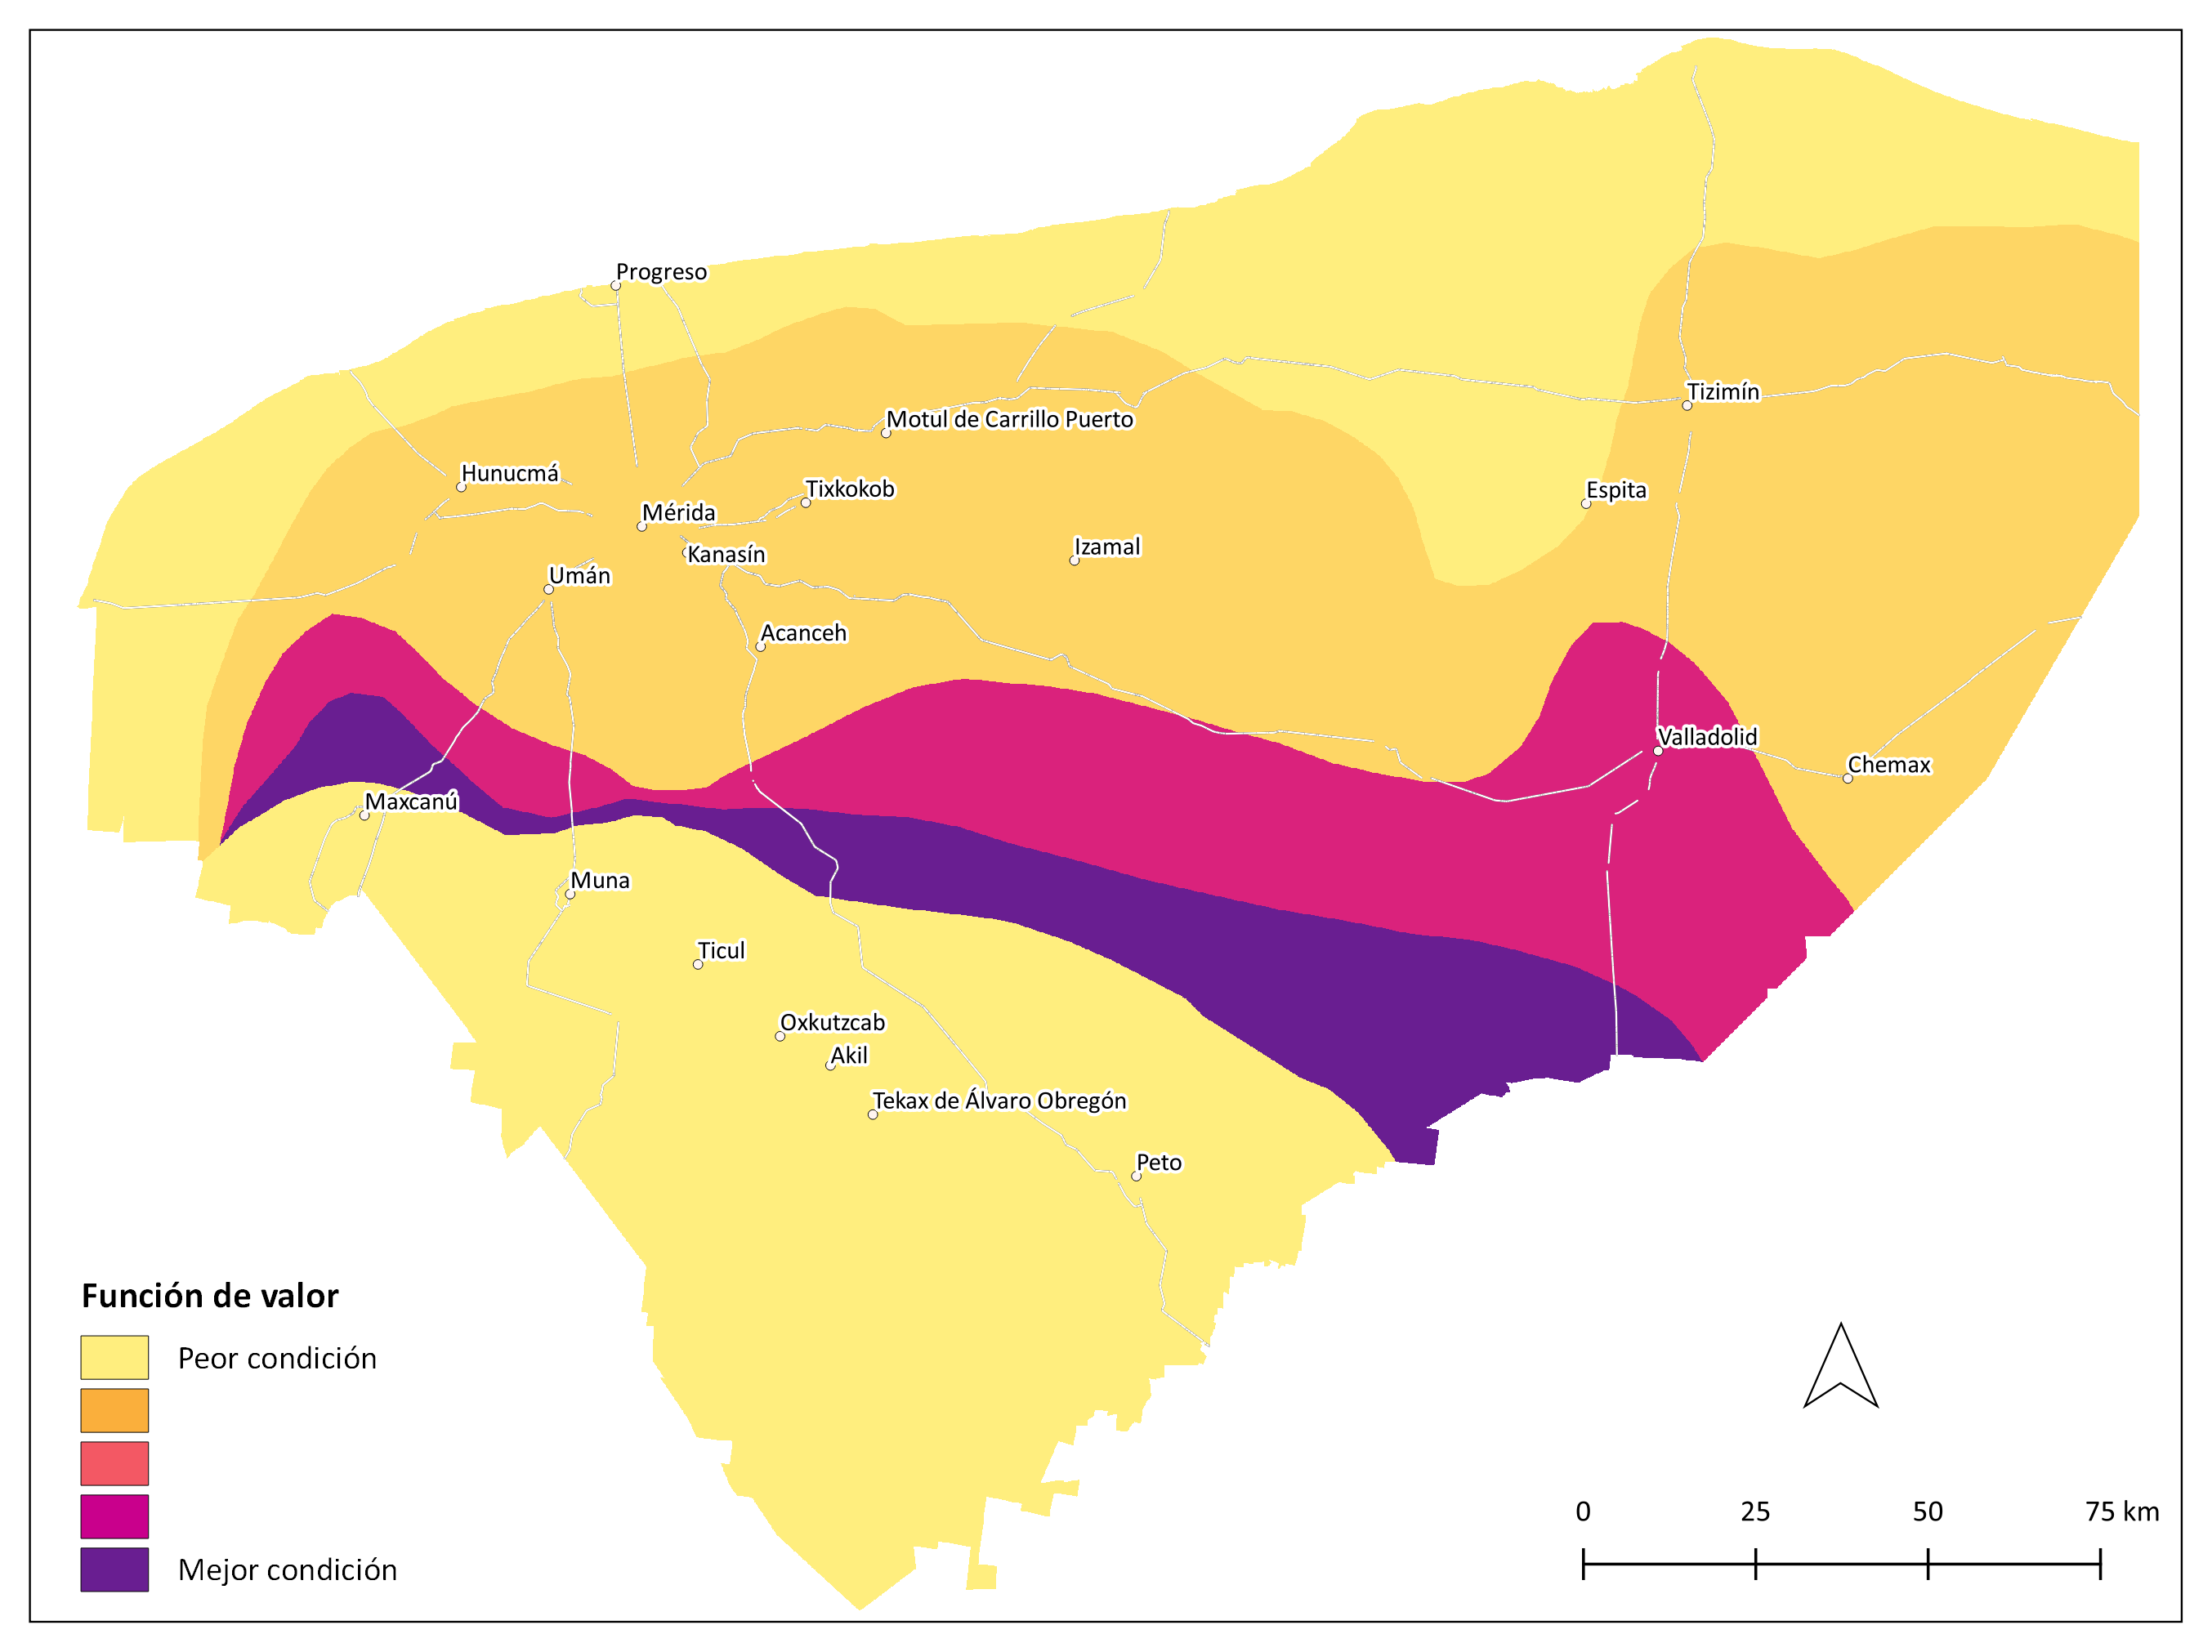 Progreso
Tizimín
Motul de Carrillo Puerto
Hunucmá
Tixkokob
Espita
Mérida
Kanasín
Izamal
Umán
Acanceh
Valladolid
Chemax
Maxcanú
Muna
Ticul
Oxkutzcab
Akil
Tekax de Álvaro Obregón
Peto
Función de valor
Peor condición
Mejor condición
0 25 50 75 km